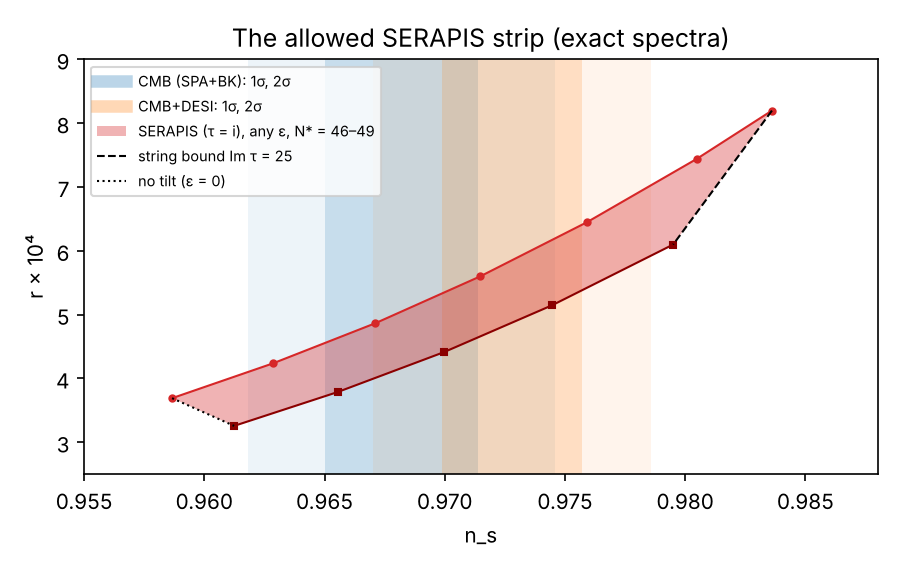 The allowed SERAPIS strip (exact spectra)
CMB (SPA+BK): 1σ, 2σ
CMB+DESI: 1σ, 2σ
SERAPIS (τ = i), any ε, N* = 46–49
string bound Im τ = 25
no tilt (ε = 0)
r × 10⁴
9
8
7
6
5
4
3
0.955 0.960 0.965 0.970 0.975 0.980 0.985
n_s